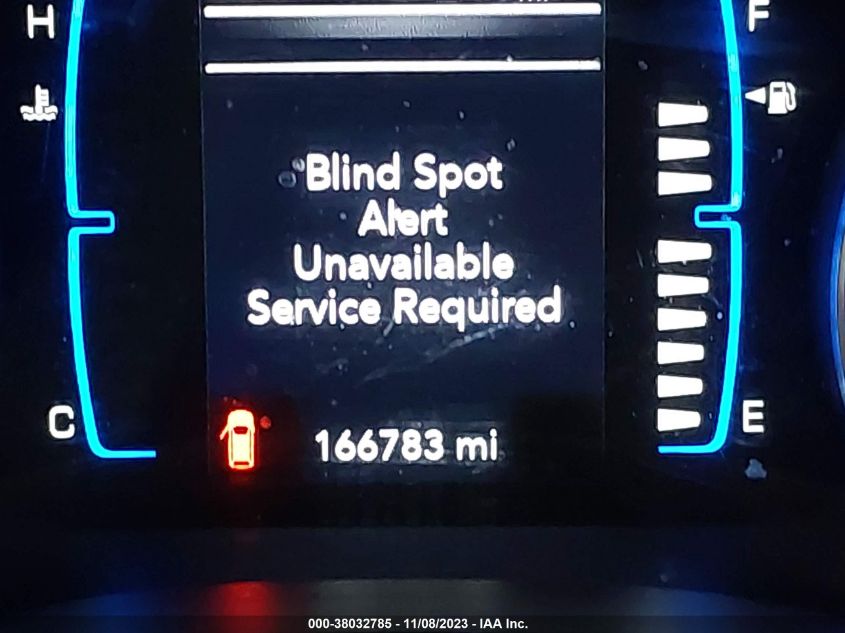 H
F
Blind Spot
Alert
Unavailable
Service Required
C
E
166783 mi
000-38032785 - 11/08/2023 - IAA Inc.